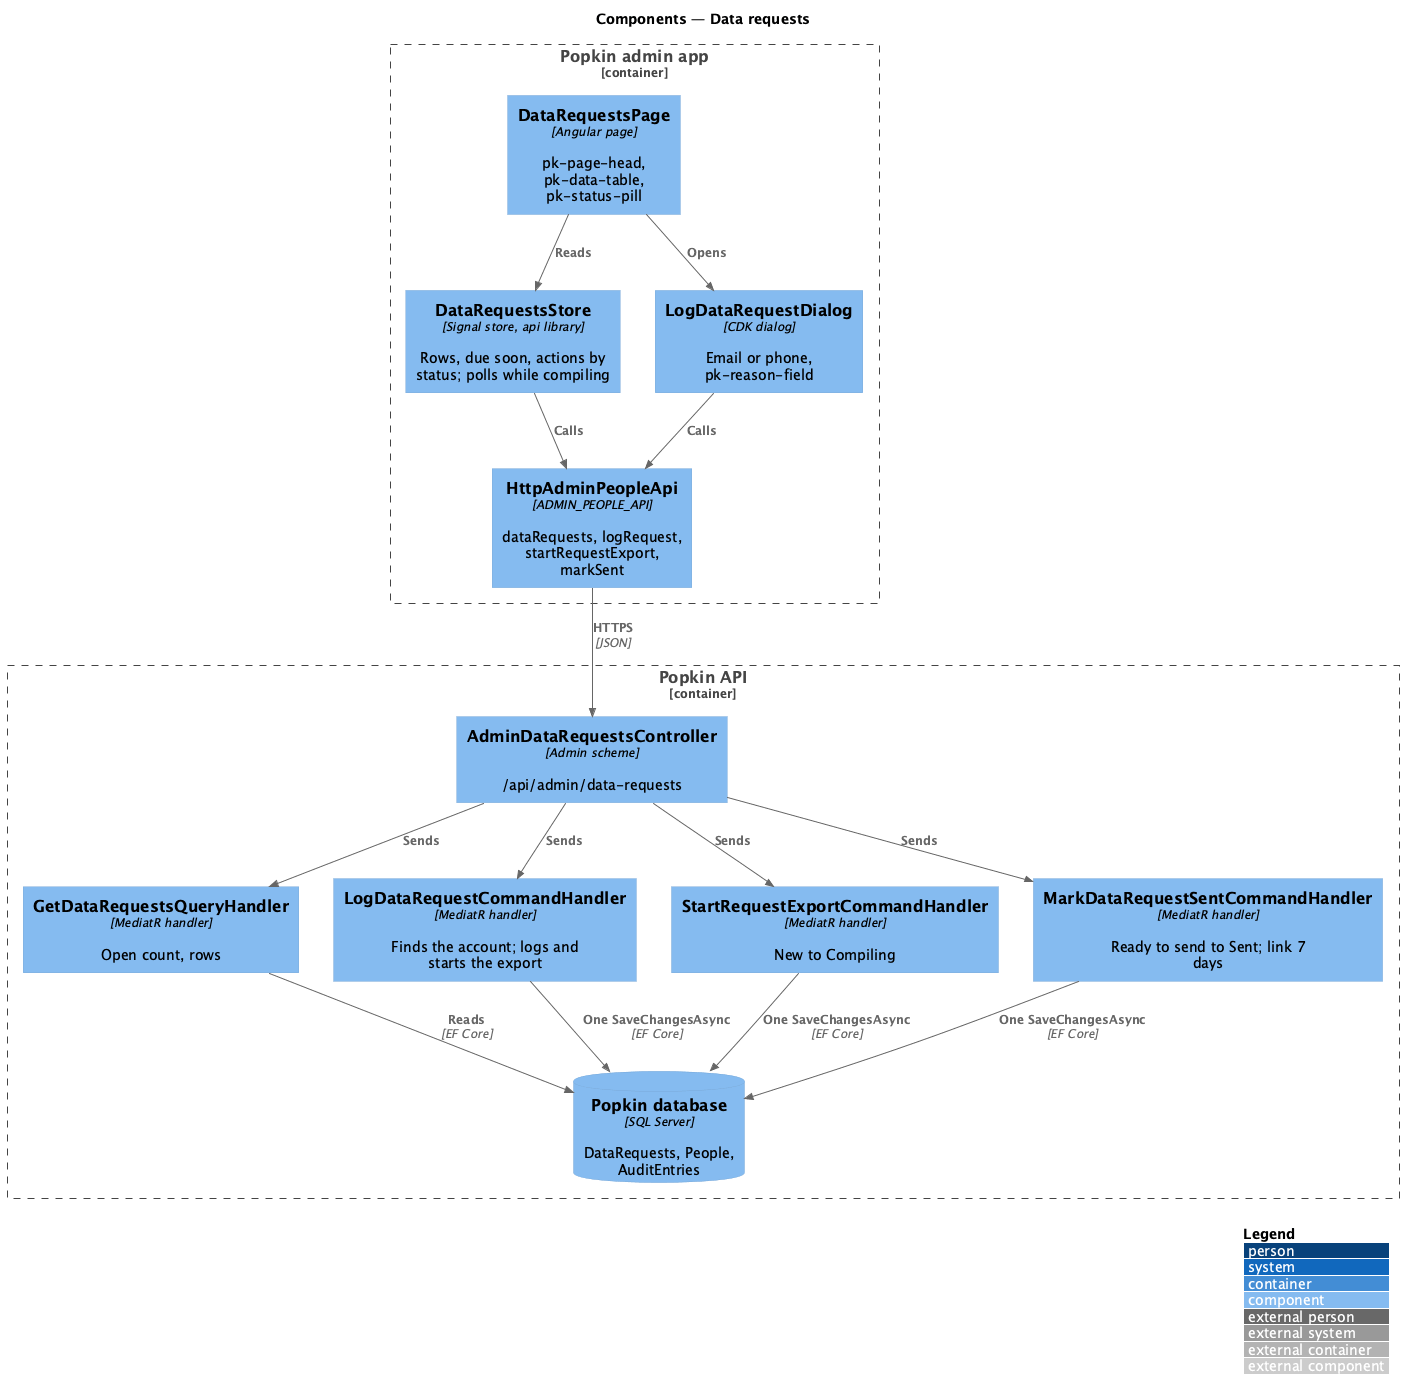 Components — Data requests
Popkin admin app
[container]
DataRequestsPage
[Angular page]
pk-page-head,
pk-data-table,
pk-status-pill
Reads
Opens
DataRequestsStore
[Signal store, api library]
Rows, due soon, actions by
status; polls while compiling
LogDataRequestDialog
[CDK dialog]
Email or phone,
pk-reason-field
Calls
Calls
HttpAdminPeopleApi
[ADMIN_PEOPLE_API]
dataRequests, logRequest,
startRequestExport,
markSent
HTTPS
[JSON]
Popkin API
[container]
AdminDataRequestsController
[Admin scheme]
/api/admin/data-requests
Sends
Sends
Sends
Sends
GetDataRequestsQueryHandler
[MediatR handler]
Open count, rows
LogDataRequestCommandHandler
[MediatR handler]
Finds the account; logs and
starts the export
StartRequestExportCommandHandler
[MediatR handler]
New to Compiling
MarkDataRequestSentCommandHandler
[MediatR handler]
Ready to send to Sent; link 7
days
Reads
[EF Core]
One SaveChangesAsync
[EF Core]
One SaveChangesAsync
[EF Core]
One SaveChangesAsync
[EF Core]
Popkin database
[SQL Server]
DataRequests, People,
AuditEntries
Legend
person
system
container
component
external person
external system
external container
external component